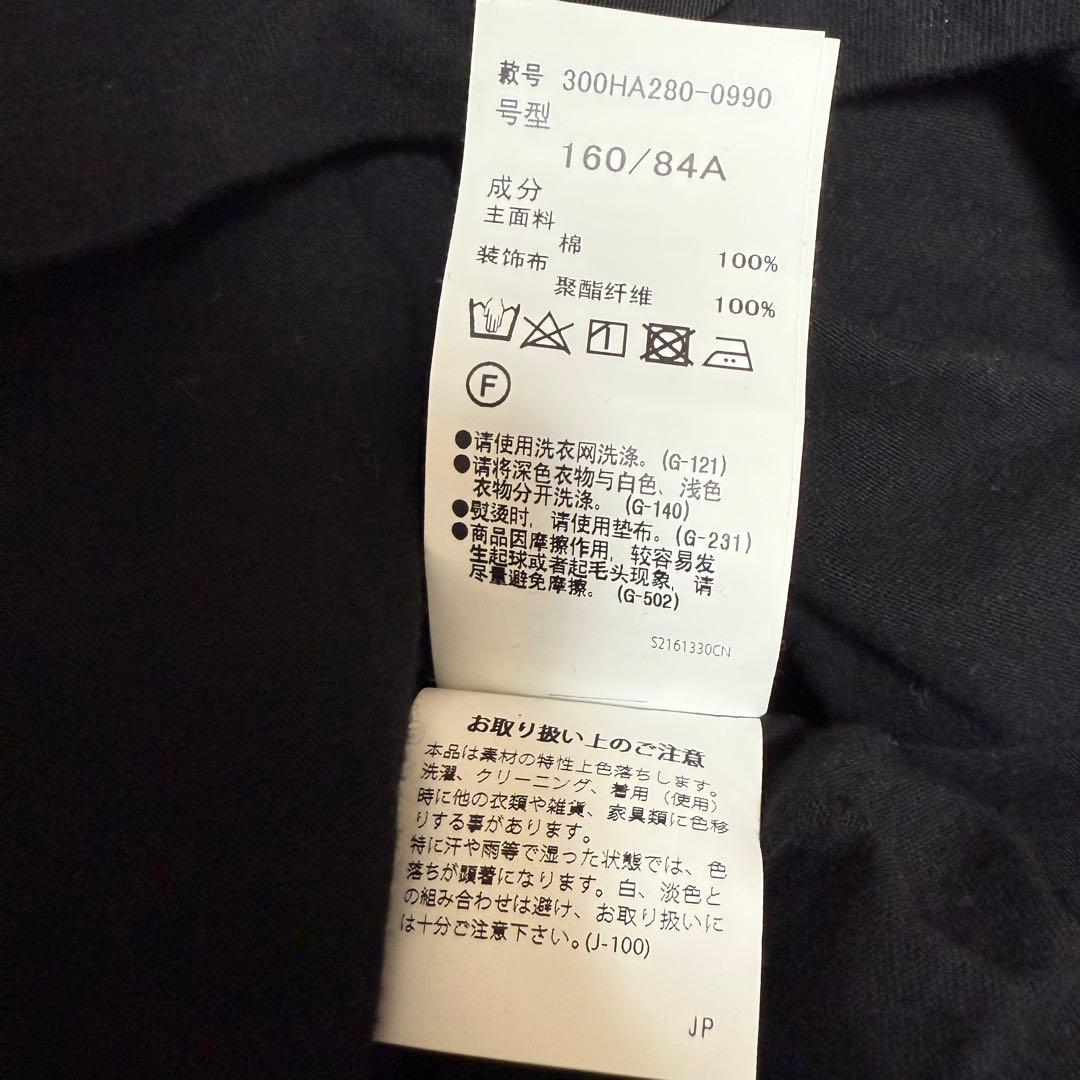 款号 300HA280-0990
号型
160/84A
成分
主面料
棉 100%
装饰布
聚酯纤维 100%
F
●请使用洗衣网洗涤。(G-121)
●请将深色衣物与白色、浅色
衣物分开洗涤。 (G-140)
●熨烫时,请使用垫布。(G-231)
●商品因摩擦作用,较容易发
生起球或者起毛头现象,请
尽量避免摩擦。 (G-502)
S2161330CN
お取り扱い上のご注意
本品は素材の特性上色落ちします。
洗濯、クリーニング、着用(使用)
時に他の衣類や雑貨、家具類に色移
りする事があります。
特に汗や雨等で湿った状態では、色
落ちが顕著になります。白、淡色と
の組み合わせは避け、お取り扱いに
は十分ご注意下さい。(J-100)
JP